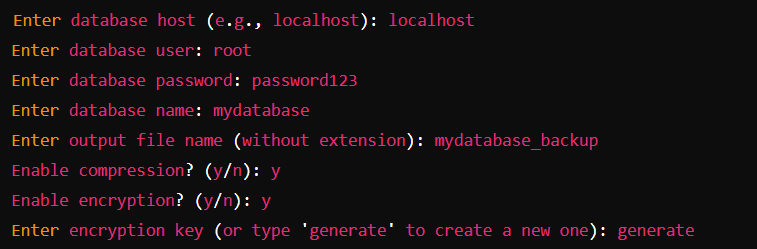 Enter database host (e.g., localhost): localhost
Enter database user: root
Enter database password: password123
Enter database name: mydatabase
Enter output file name (without extension): mydatabase_backup
Enable compression? (y/n): y
Enable encryption? (y/n): y
Enter encryption key (or type 'generate' to create a new one): generate